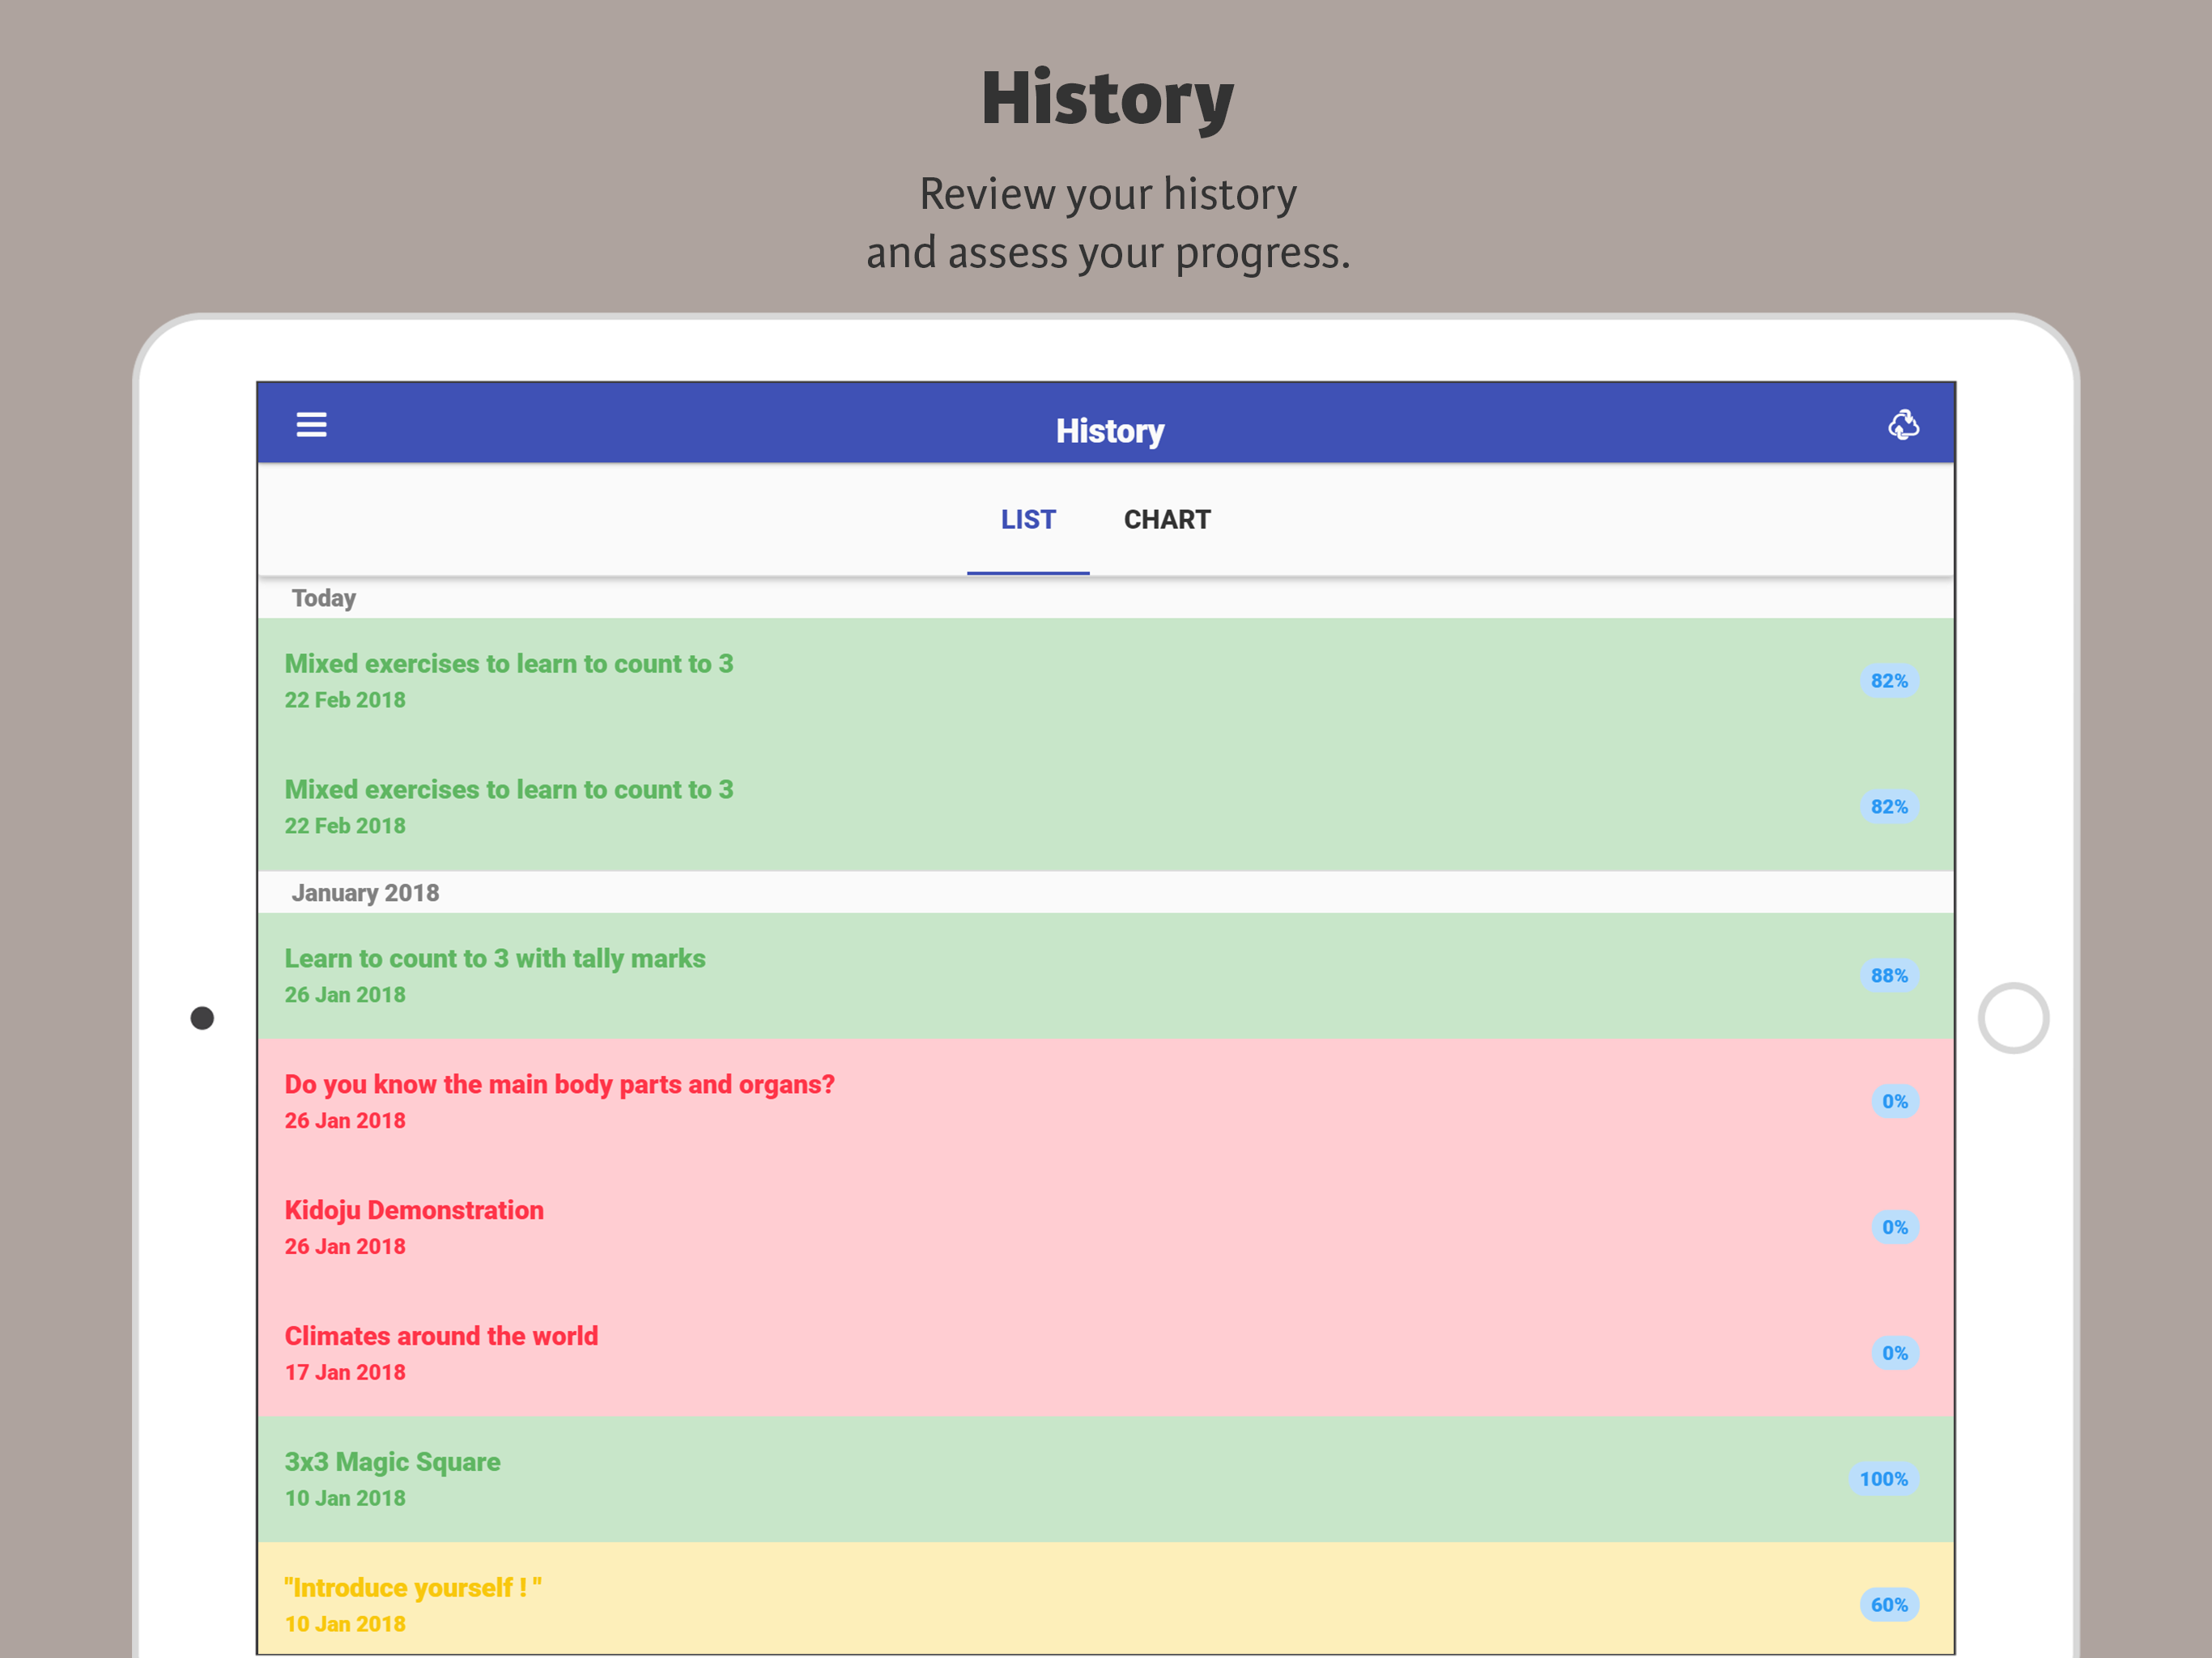 History
Review your history
and assess your progress.
History
LIST
CHART
Today
Mixed exercises to learn to count to 3
22 Feb 2018
82%
Mixed exercises to learn to count to 3
22 Feb 2018
82%
January 2018
Learn to count to 3 with tally marks
26 Jan 2018
88%
Do you know the main body parts and organs?
26 Jan 2018
0%
Kidoju Demonstration
26 Jan 2018
0%
Climates around the world
17 Jan 2018
0%
3x3 Magic Square
10 Jan 2018
100%
"Introduce yourself ! "
10 Jan 2018
60%